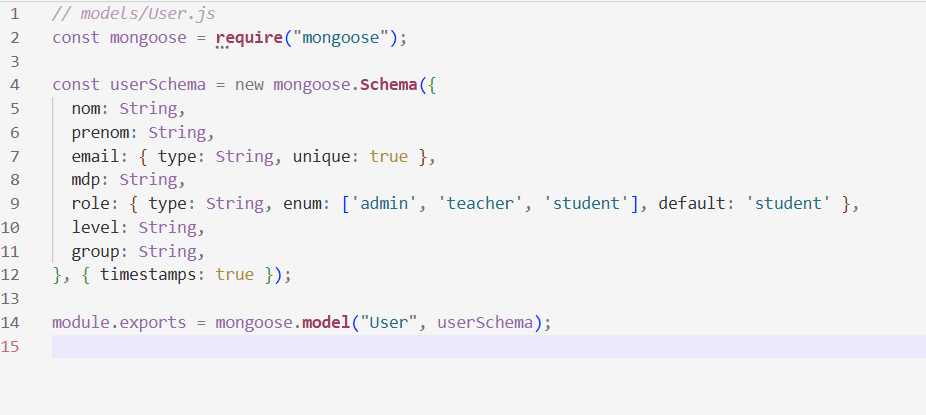 1 // models/User.js
2 const mongoose = require("mongoose");
3
4 const userSchema = new mongoose.Schema({
5   nom: String,
6   prenom: String,
7   email: { type: String, unique: true },
8   mdp: String,
9   role: { type: String, enum: ['admin', 'teacher', 'student'], default: 'student' },
10   level: String,
11   group: String,
12 }, { timestamps: true });
13
14 module.exports = mongoose.model("User", userSchema);
15